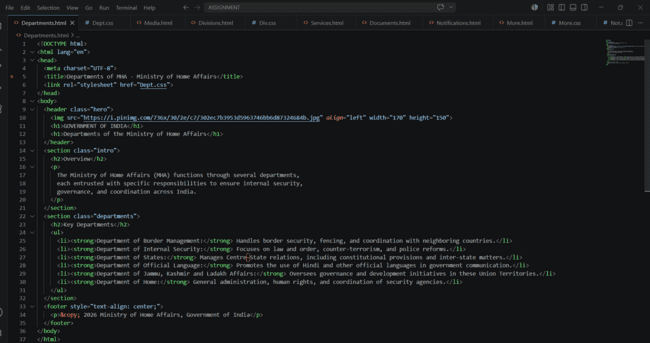 File Edit Selection View Go Run Terminal Help ASSIGNMENT
Departments.html Dept.css Media.html Divisions.html Div.css Services.html Documents.html Notifications.html More.html More.css
Departments.html > ...
1 <!DOCTYPE html>
2 <html lang="en">
3 <head>
4 <meta charset="UTF-8">
5 <title>Departments of MHA - Ministry of Home Affairs</title>
6 <link rel="stylesheet" href="Dept.css">
7 </head>
8 <body>
9 <header class="hero">
10 <img src="https://i.pinimg.com/736x/30/2e/c7/302ec7b3953d5963746bb6d87324684b.jpg" align="left" width="170" height="150">
11 <h1>GOVERNMENT OF INDIA</h1>
12 <h1>Departments of the Ministry of Home Affairs</h1>
13 </header>
14 <section class="intro">
15 <h2>Overview</h2>
16 <p>
17 The Ministry of Home Affairs (MHA) functions through several departments,
18 each entrusted with specific responsibilities to ensure internal security,
19 governance, and coordination across India.
20 </p>
21 </section>
22 <section class="departments">
23 <h2>Key Departments</h2>
24 <ul>
25 <li><strong>Department of Border Management:</strong> Handles border security, fencing, and coordination with neighboring countries.</li>
26 <li><strong>Department of Internal Security:</strong> Focuses on law and order, counter-terrorism, and police reforms.</li>
27 <li><strong>Department of States:</strong> Manages Centre-State relations, including constitutional provisions and inter-state matters.</li>
28 <li><strong>Department of Official Language:</strong> Promotes the use of Hindi and other official languages in government communication.</li>
29 <li><strong>Department of Jammu, Kashmir and Ladakh Affairs:</strong> Oversees governance and development initiatives in these Union Territories.</li>
30 <li><strong>Department of Home:</strong> General administration, human rights, and coordination of security agencies.</li>
31 </ul>
32 </section>
33 <footer style="text-align: center;">
34 <p>&copy; 2026 Ministry of Home Affairs, Government of India</p>
35 </footer>
36 </body>
37 </html>